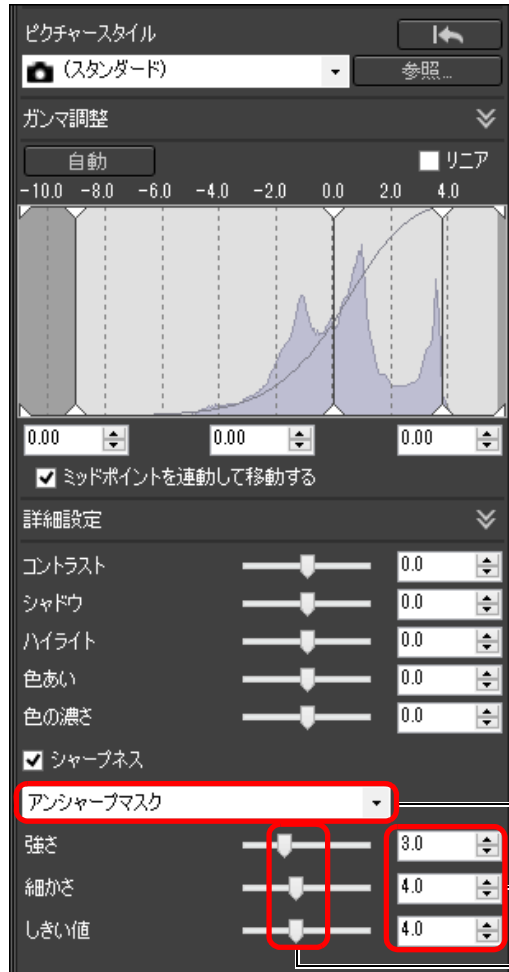 ピクチャースタイル
(スタンダード)
参照...
ガンマ調整
自動
リニア
-10.0 -8.0 -6.0 -4.0 -2.0 0.0 2.0 4.0
0.00 0.00 0.00
ミッドポイントを連動して移動する
詳細設定
コントラスト 0.0
シャドウ 0.0
ハイライト 0.0
色あい 0.0
色の濃さ 0.0
シャープネス
アンシャープマスク
強さ 3.0
細かさ 4.0
しきい値 4.0